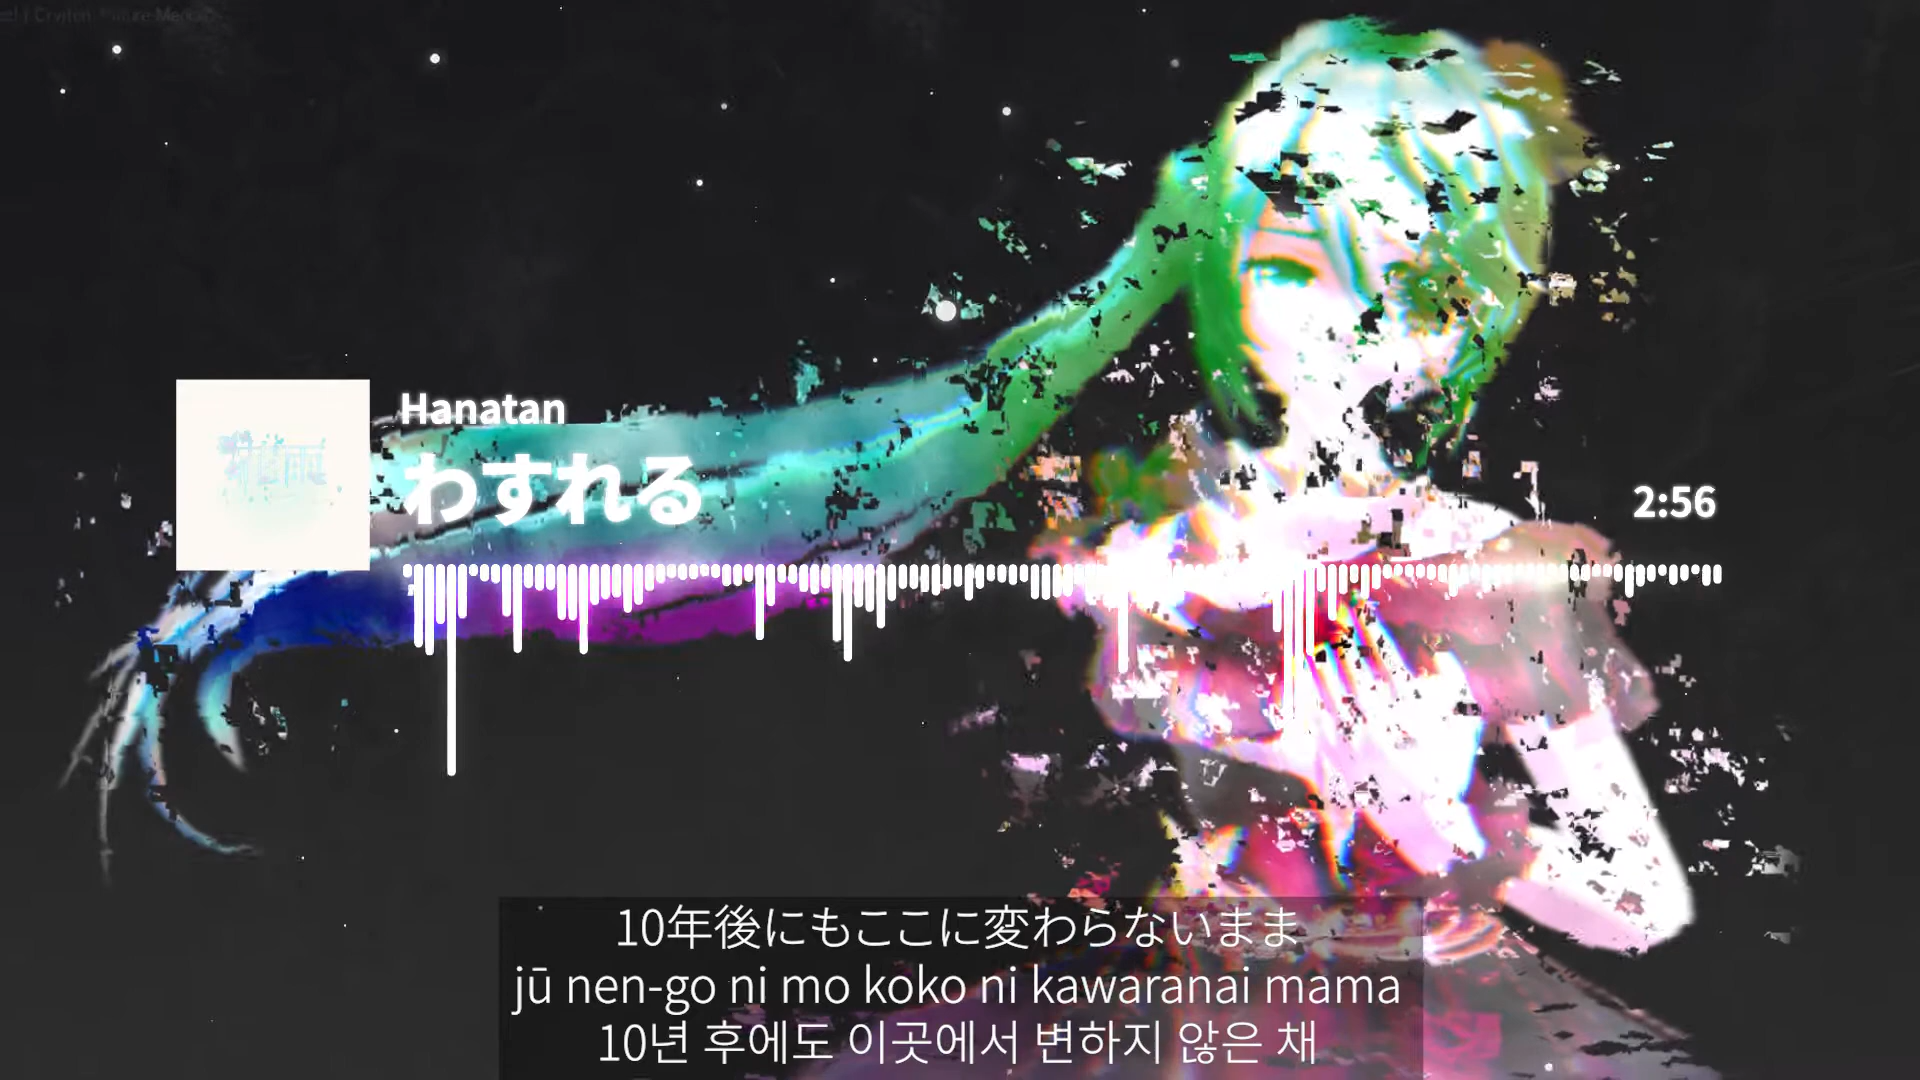 Hanatan
わすれる
2:56
10年後にもここに変わらないまま
jū nen-go ni mo koko ni kawaranai mama
10년 후에도 이곳에서 변하지 않은 채